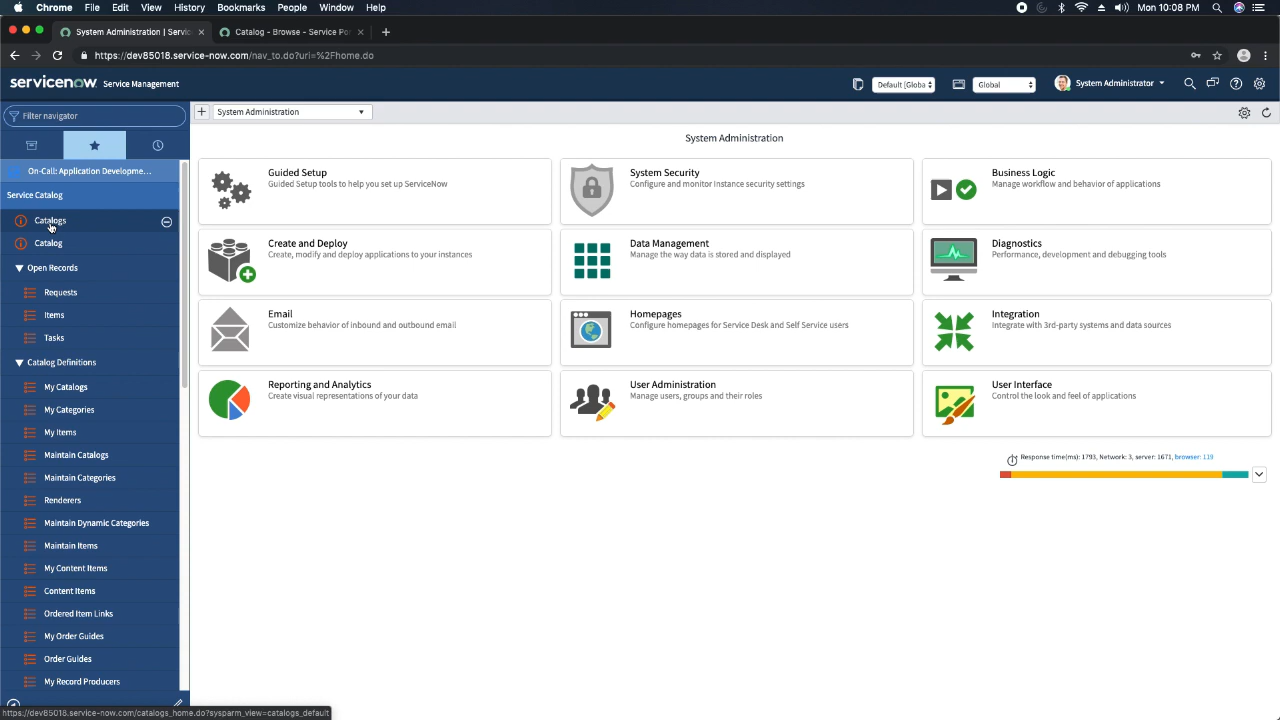 Chrome File Edit View History Bookmarks People Window Help Mon 10:08 PM
System Administration | Servic Catalog - Browse - Service Por
https://dev85018.service-now.com/nav_to.do?uri=%2Fhome.do
servicenow Service Management Default [Globa Global System Administrator
Filter navigator
System Administration
System Administration
On-Call: Application Developme...
Service Catalog
Catalogs
Catalog
Open Records
Requests
Items
Tasks
Catalog Definitions
My Catalogs
My Categories
My Items
Maintain Catalogs
Maintain Categories
Renderers
Maintain Dynamic Categories
Maintain Items
My Content Items
Content Items
Ordered Item Links
My Order Guides
Order Guides
My Record Producers
Guided Setup
Guided Setup tools to help you set up ServiceNow
System Security
Configure and monitor instance security settings
Business Logic
Manage workflow and behavior of applications
Create and Deploy
Create, modify and deploy applications to your instances
Data Management
Manage the way data is stored and displayed
Diagnostics
Performance, development and debugging tools
Email
Customize behavior of inbound and outbound email
Homepages
Configure homepages for Service Desk and Self Service users
Integration
Integrate with 3rd-party systems and data sources
Reporting and Analytics
Create visual representations of your data
User Administration
Manage users, groups and their roles
User Interface
Control the look and feel of applications
Response time(ms): 1793, Network: 3, server: 1671, browser: 119
https://dev85018.service-now.com/catalogs_home.do?sysparm_view=catalogs_default